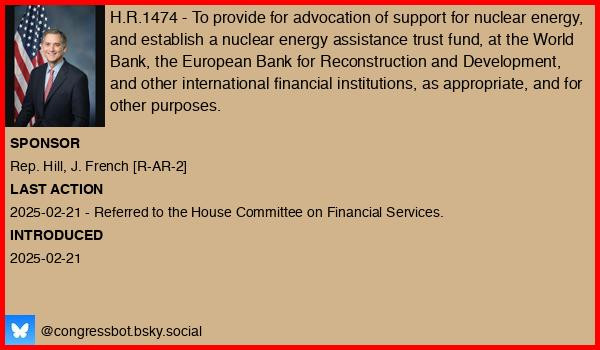 H.R.1474 - To provide for advocation of support for nuclear energy,
and establish a nuclear energy assistance trust fund, at the World
Bank, the European Bank for Reconstruction and Development,
and other international financial institutions, as appropriate, and for
other purposes.
SPONSOR
Rep. Hill, J. French [R-AR-2]
LAST ACTION
2025-02-21 - Referred to the House Committee on Financial Services.
INTRODUCED
2025-02-21
@congressbot.bsky.social